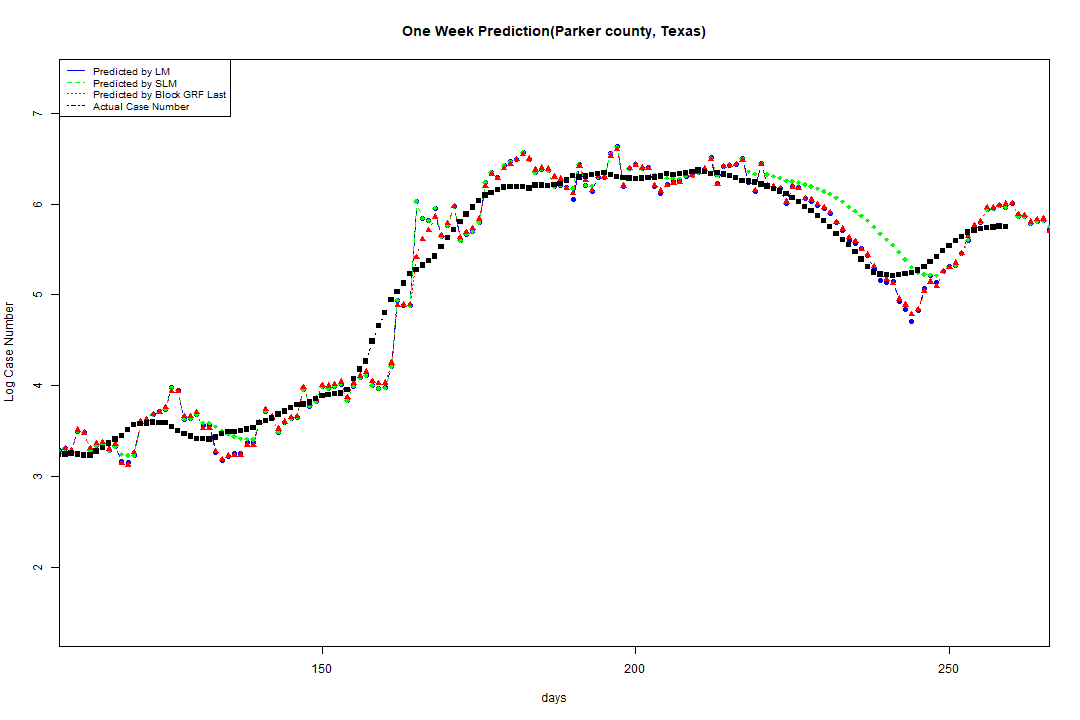 One Week Prediction(Parker county, Texas)
Predicted by LM
Predicted by SLM
Predicted by Block GRF Last
Actual Case Number
7
6
5
4
3
2
Log Case Number
150 200 250
days